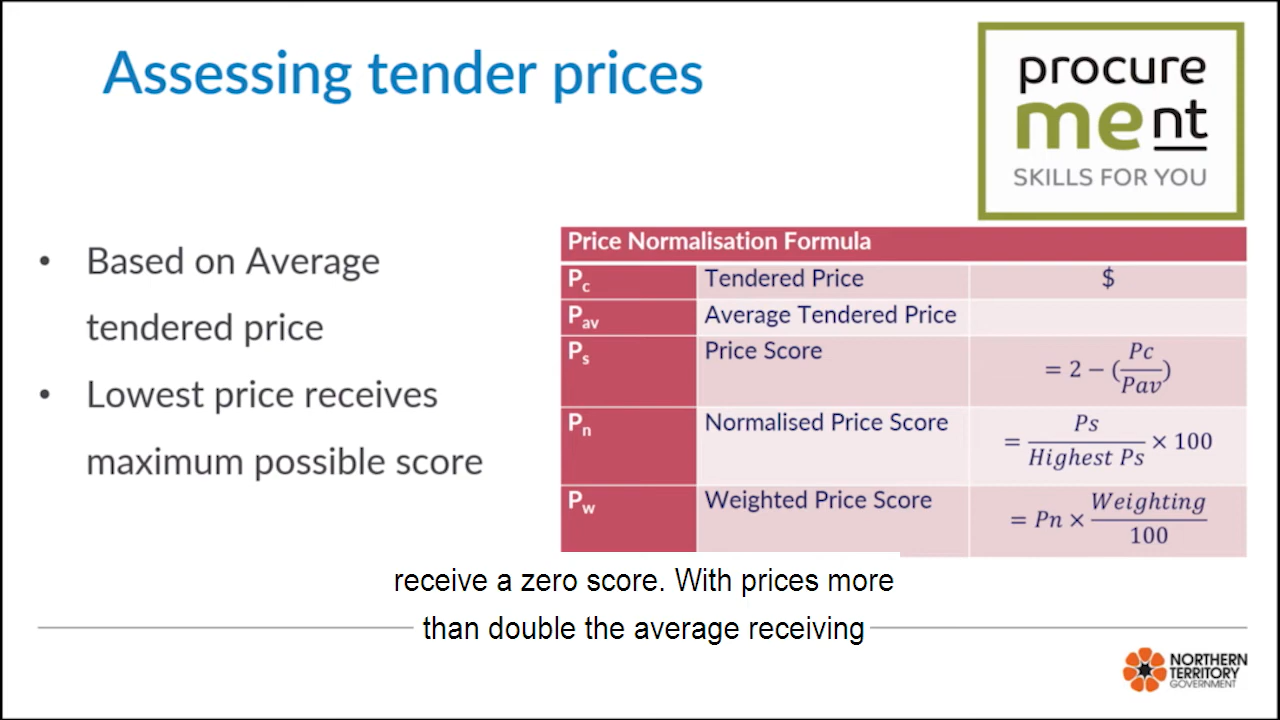 Assessing tender prices
procure
ment
SKILLS FOR YOU
• Based on Average
tendered price
• Lowest price receives
maximum possible score
Price Normalisation Formula
Pc Tendered Price $
Pav Average Tendered Price
Ps Price Score = 2 − (Pc/Pav)
Pn Normalised Price Score = Ps/Highest Ps × 100
Pw Weighted Price Score = Pn × Weighting/100
receive a zero score. With prices more
than double the average receiving
NORTHERN
TERRITORY
GOVERNMENT